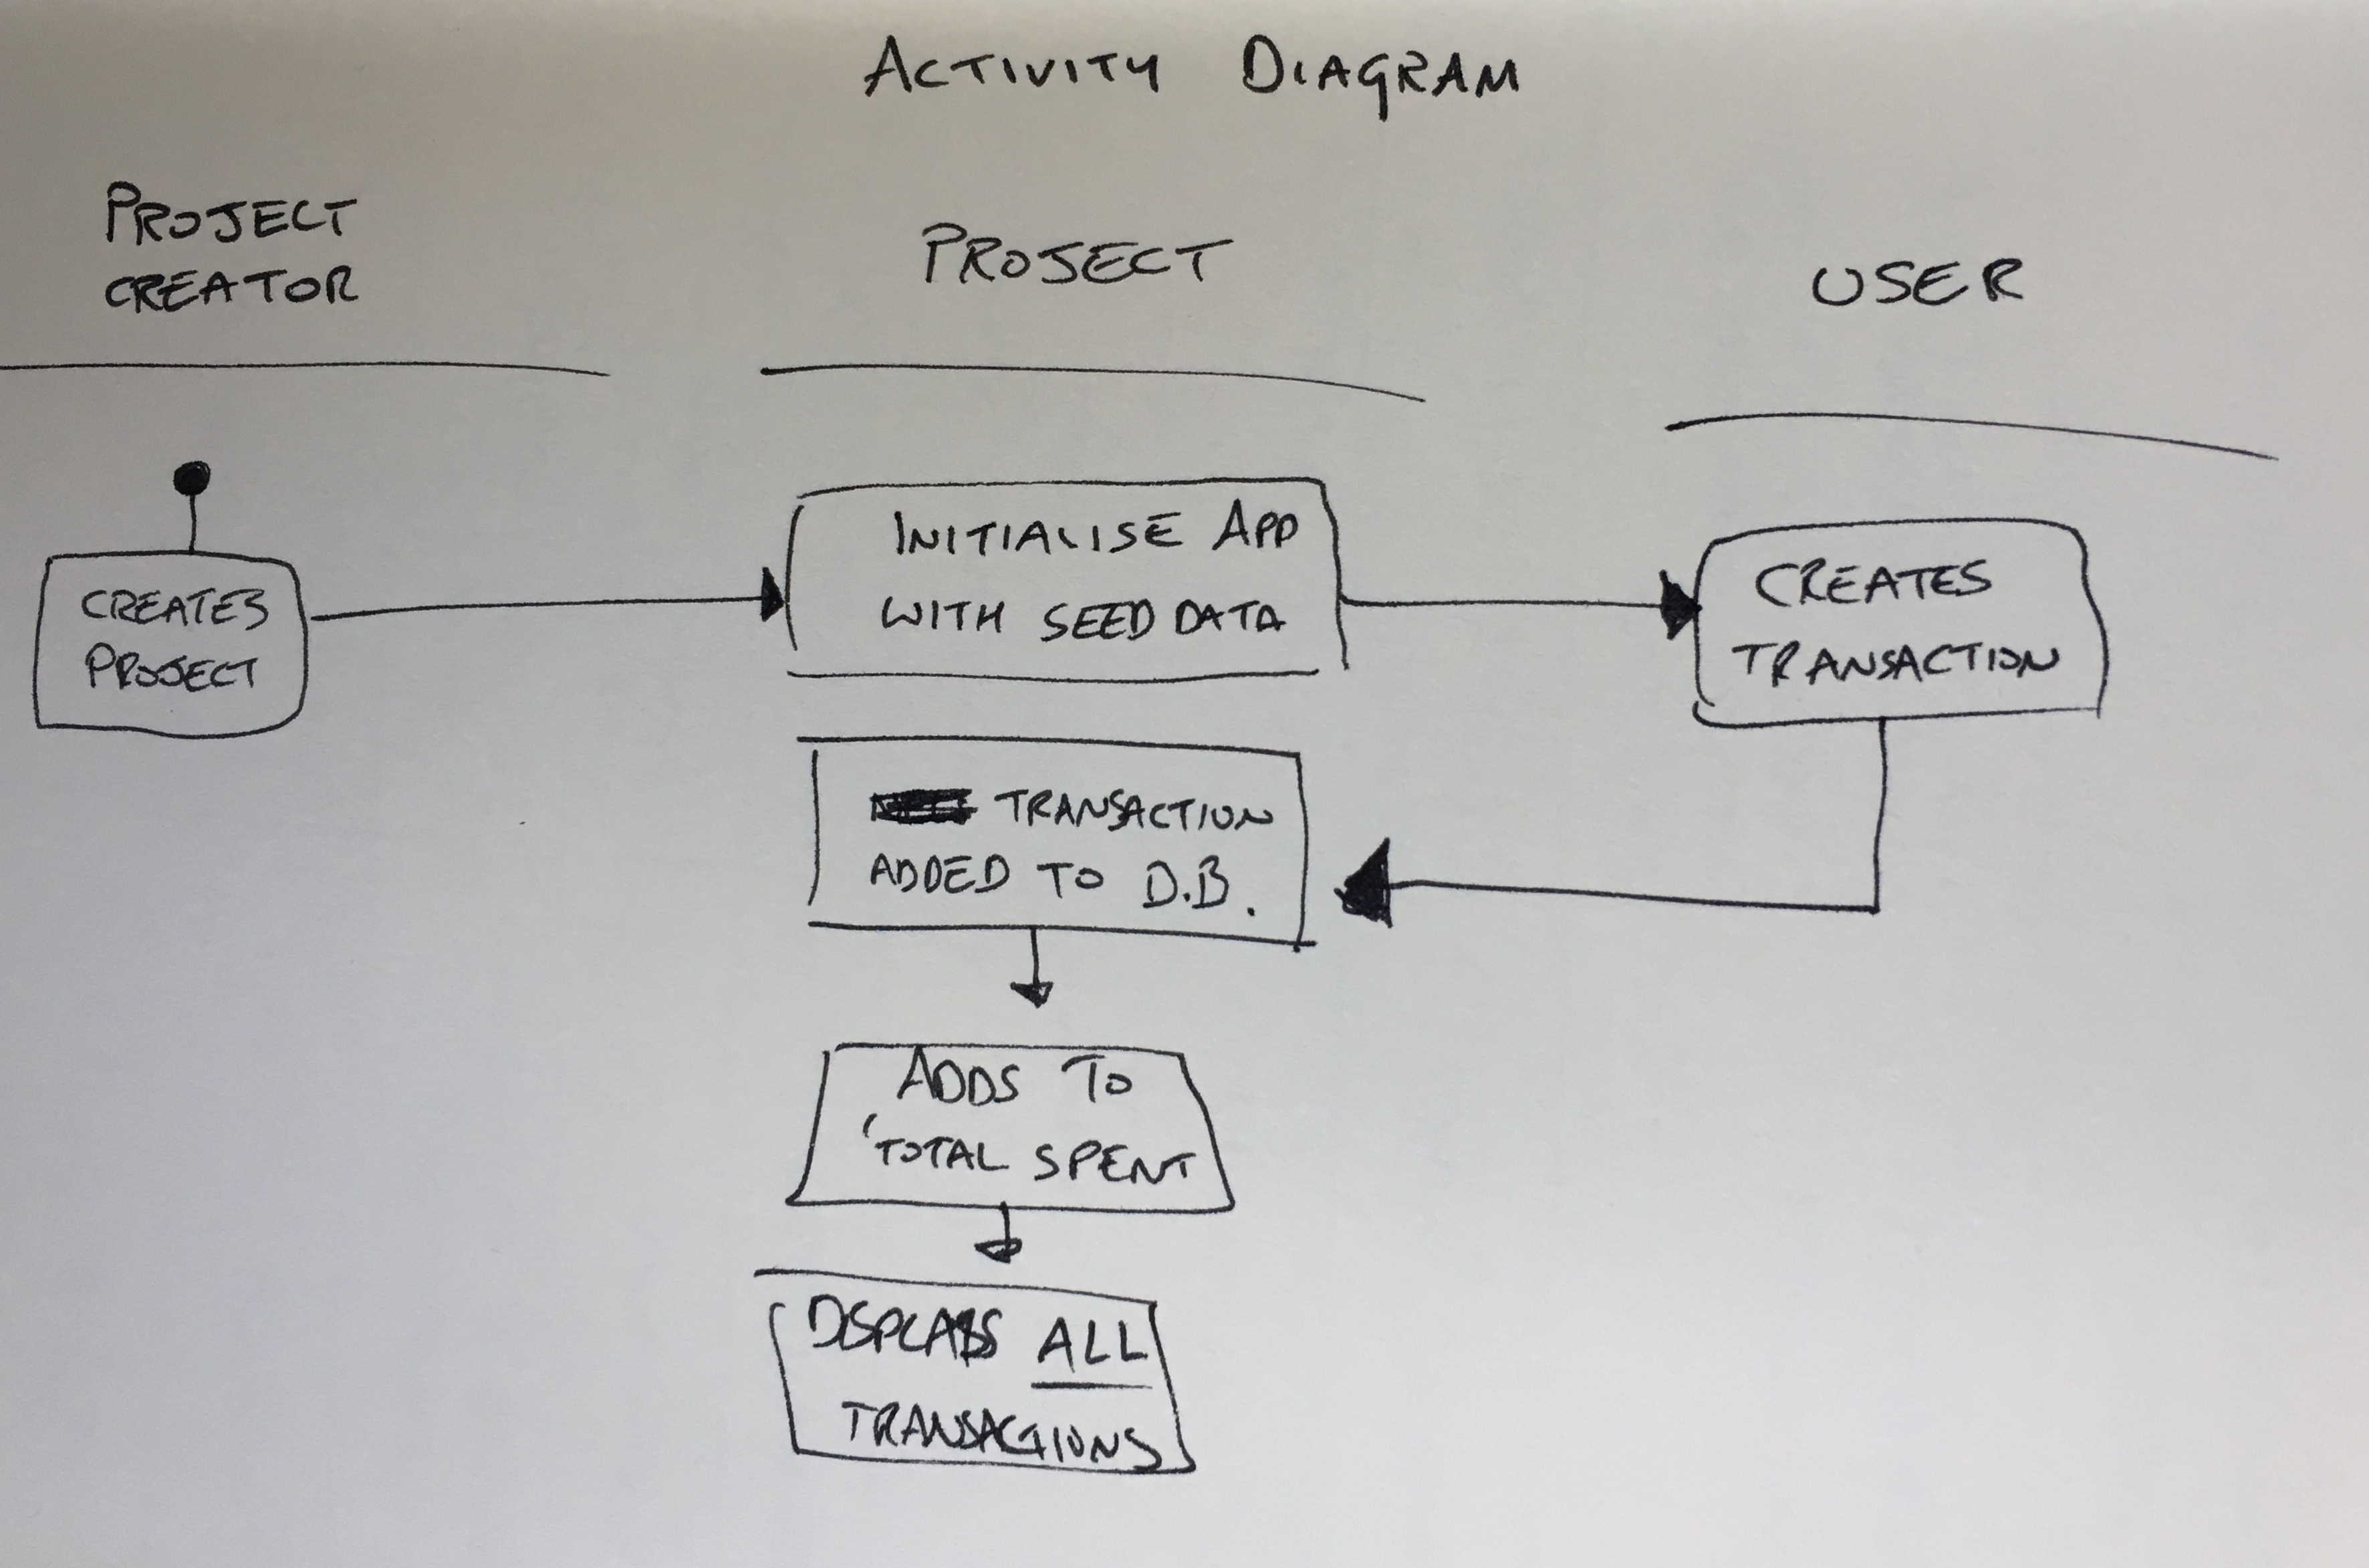 ACTIVITY DIAGRAM
PROJECT
CREATOR
PROJECT
USER
CREATES
PROJECT
INITIALISE APP
WITH SEED DATA
CREATES
TRANSACTION
TRANSACTION
ADDED TO D.B.
ADDS TO
'TOTAL SPENT
DISPLAYS ALL
TRANSACTIONS